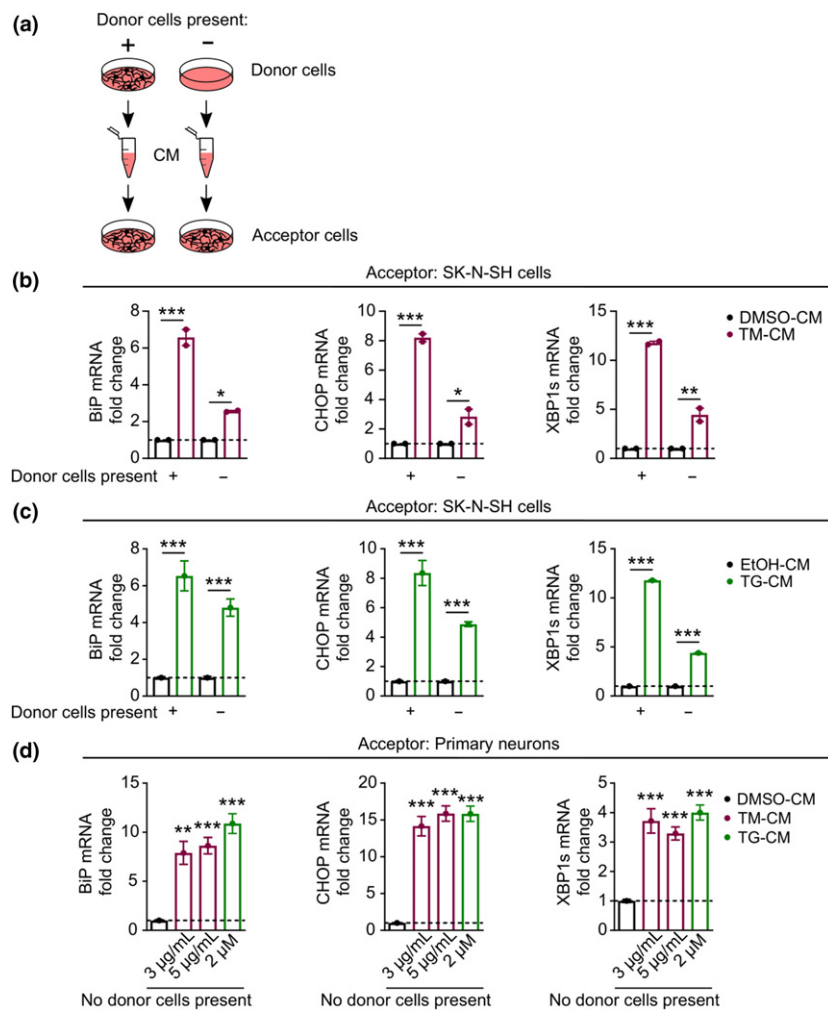 (a)
Donor cells present:
+ −
Donor cells
CM
Acceptor cells
(b)
Acceptor: SK-N-SH cells
BiP mRNA
fold change
8
6
4
2
0
***
*
CHOP mRNA
fold change
10
8
6
4
2
0
***
*
XBP1s mRNA
fold change
15
10
5
0
***
**
DMSO-CM
TM-CM
Donor cells present + − + − + −
(c)
Acceptor: SK-N-SH cells
BiP mRNA
fold change
8
6
4
2
0
***
***
CHOP mRNA
fold change
10
8
6
4
2
0
***
***
XBP1s mRNA
fold change
15
10
5
0
***
***
EtOH-CM
TG-CM
Donor cells present + − + − + −
(d)
Acceptor: Primary neurons
BiP mRNA
fold change
15
10
5
0
** *** ***
3 µg/mL
5 µg/mL
2 µM
No donor cells present
CHOP mRNA
fold change
20
15
10
5
0
*** *** ***
3 µg/mL
5 µg/mL
2 µM
No donor cells present
XBP1s mRNA
fold change
5
4
3
2
1
0
*** *** ***
3 µg/mL
5 µg/mL
2 µM
No donor cells present
DMSO-CM
TM-CM
TG-CM